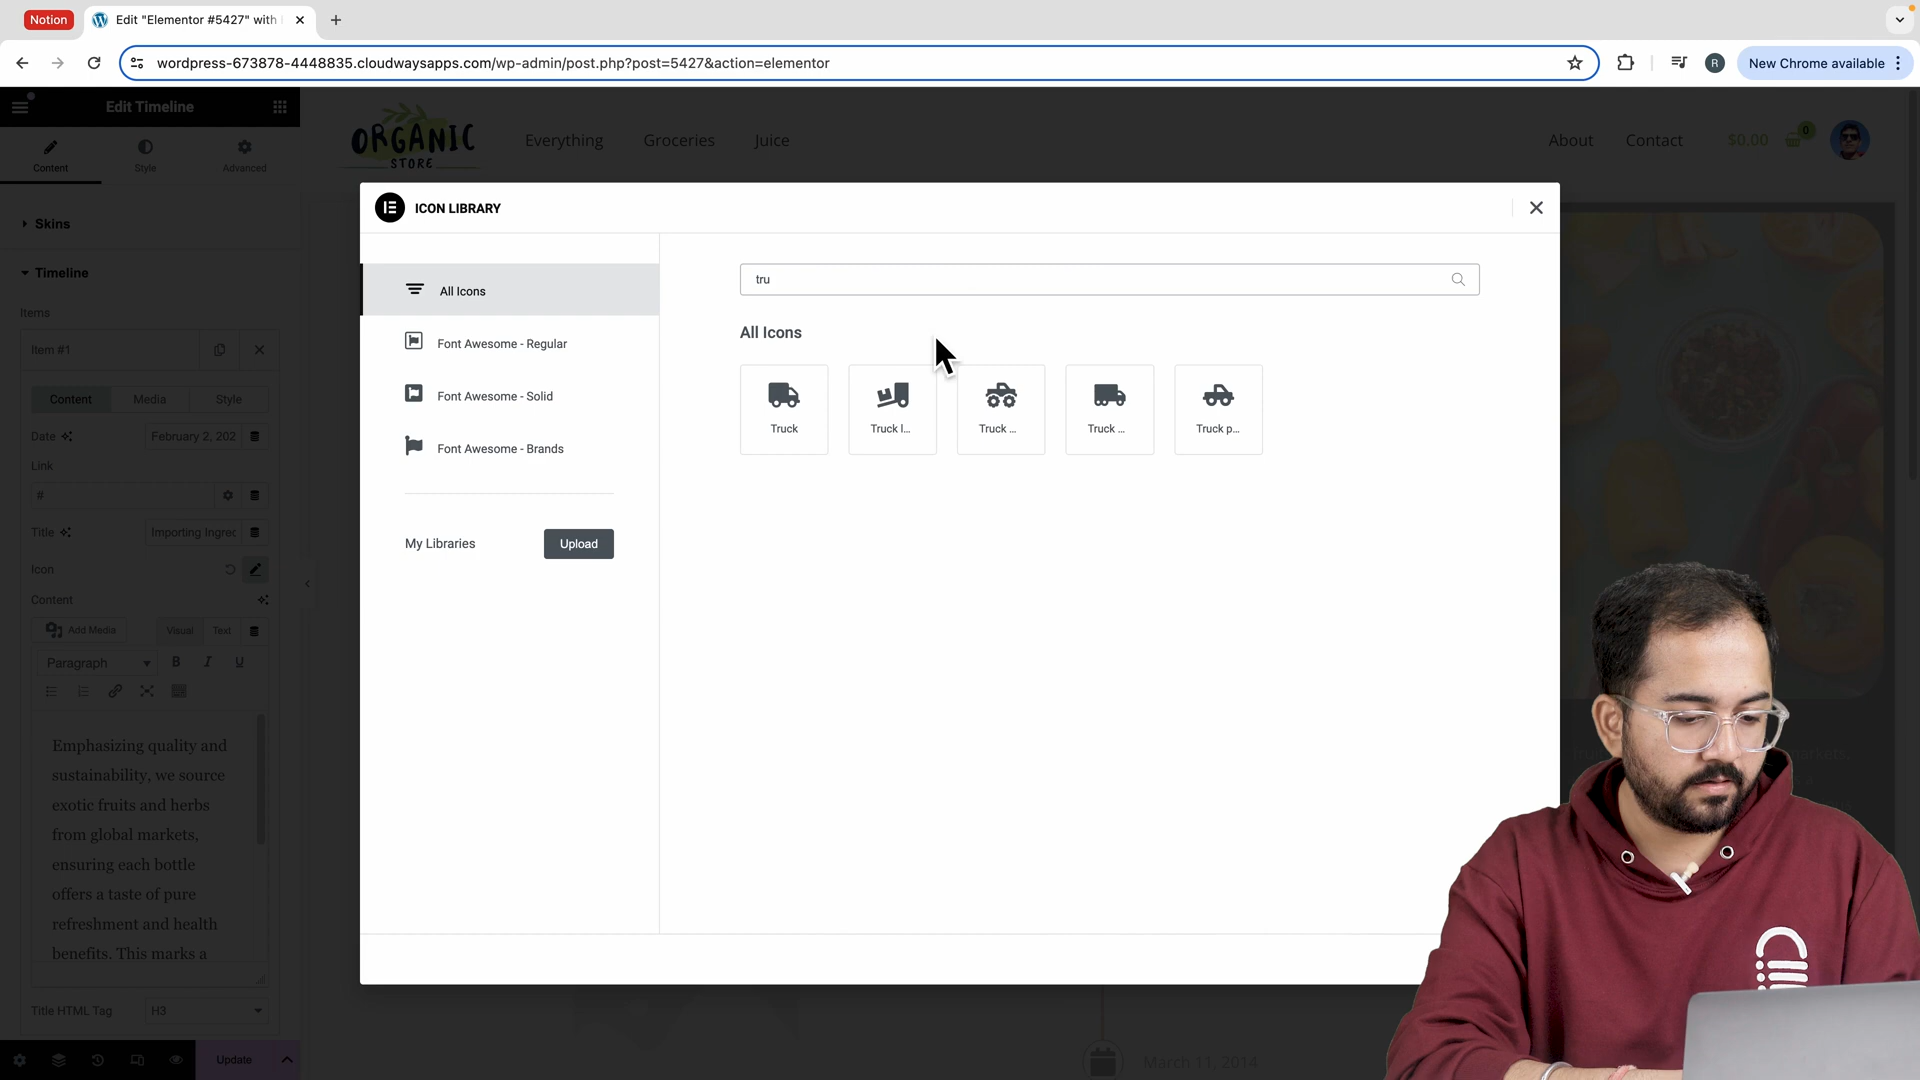 Notion
Edit "Elementor #5427" with
wordpress-673878-4448835.cloudwaysapps.com/wp-admin/post.php?post=5427&action=elementor
R
New Chrome available
Edit Timeline
Content
Style
Advanced
ORGANIC
STORE
Everything
Groceries
Juice
About
Contact
$0.00
0
Skins
Timeline
Items
Item #1
Content
Media
Style
Date
February 2, 202
Link
#
Title
Importing Ingrec
Icon
Content
Add Media
Visual
Text
Paragraph
B
I
U
Emphasizing quality and
sustainability, we source
exotic fruits and herbs
from global markets,
ensuring each bottle
offers a taste of pure
refreshment and health
benefits. This marks a
Title HTML Tag
H3
Update
ICON LIBRARY
All Icons
Font Awesome - Regular
Font Awesome - Solid
Font Awesome - Brands
My Libraries
Upload
tru
All Icons
Truck
Truck l...
Truck ...
Truck ...
Truck p...
markets,
March 11, 2014